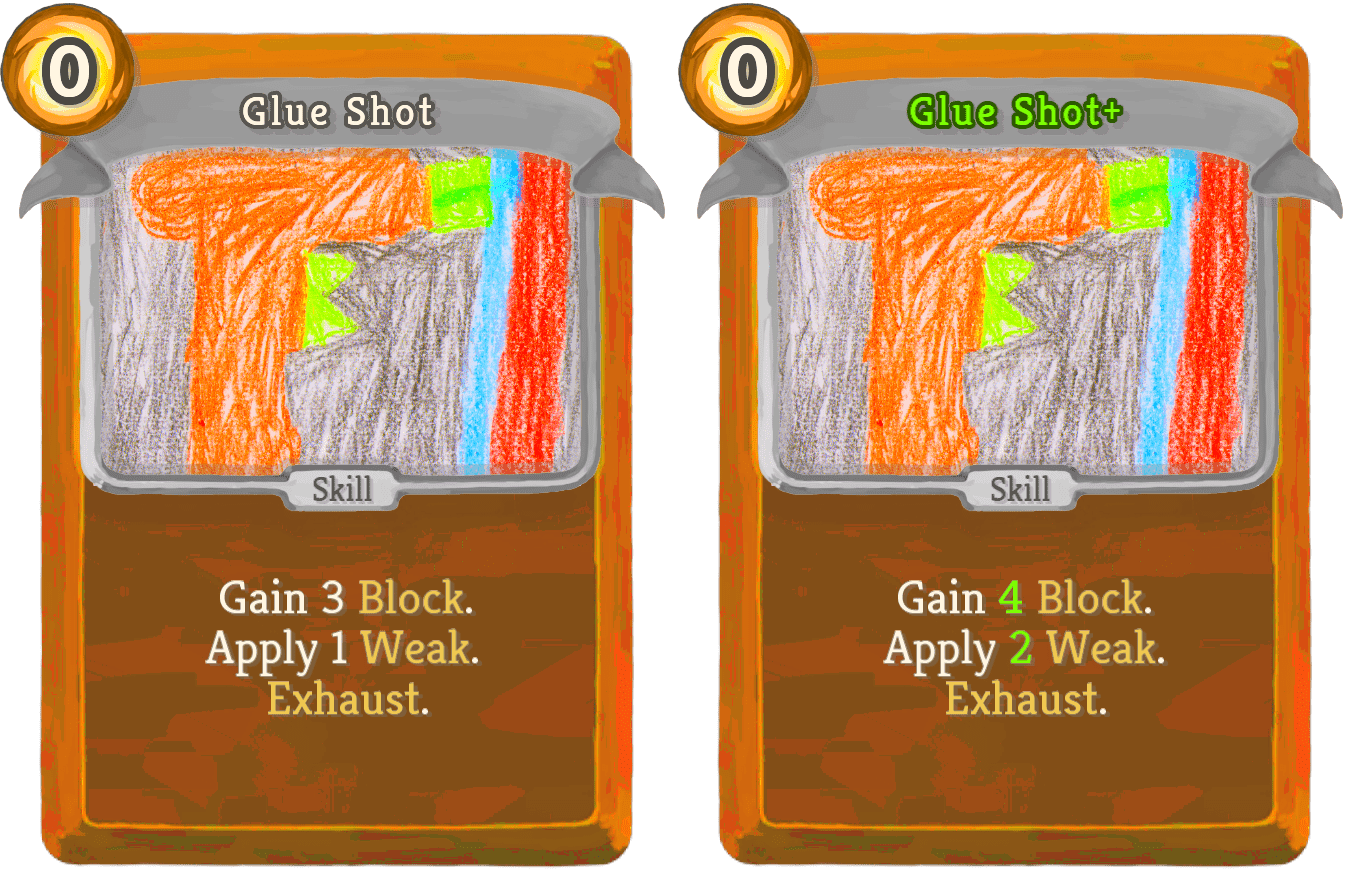 0
Glue Shot
Skill
Gain 3 Block.
Apply 1 Weak.
Exhaust.
0
Glue Shot+
Skill
Gain 4 Block.
Apply 2 Weak.
Exhaust.